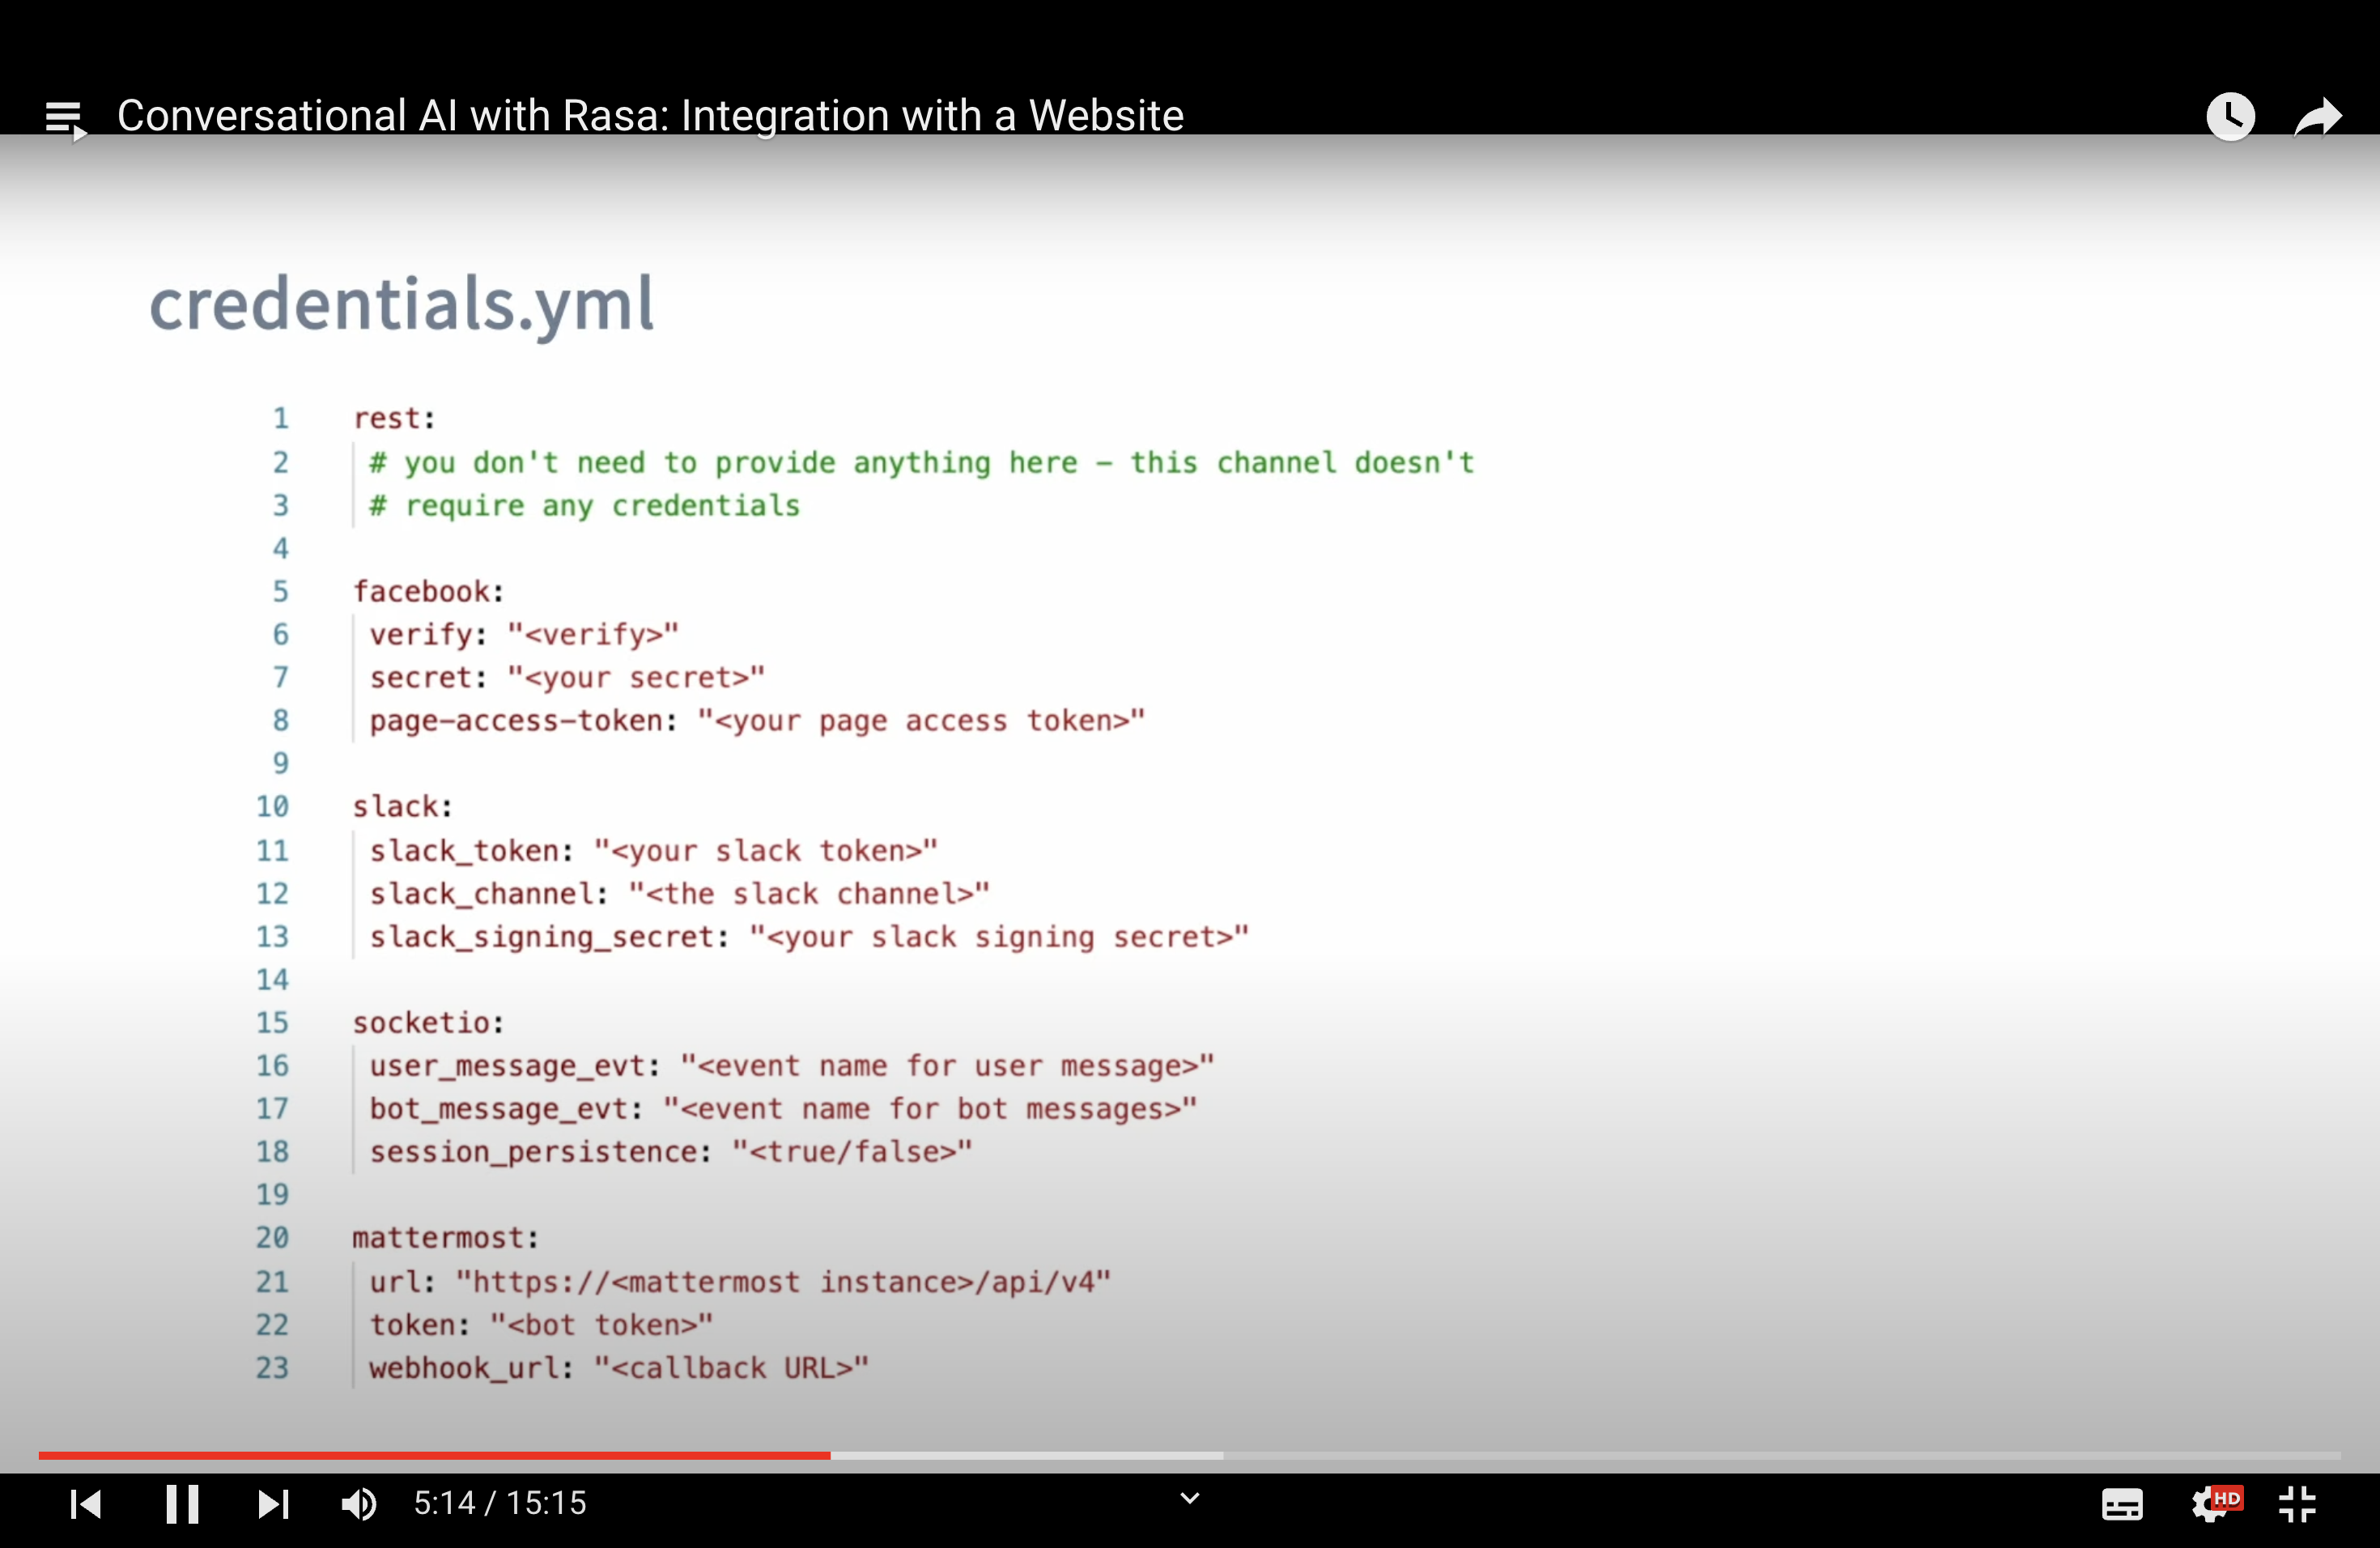 Conversational AI with Rasa: Integration with a Website
credentials.yml
1 rest:
2 # you don't need to provide anything here – this channel doesn't
3 # require any credentials
4
5 facebook:
6 verify: "<verify>"
7 secret: "<your secret>"
8 page-access-token: "<your page access token>"
9
10 slack:
11 slack_token: "<your slack token>"
12 slack_channel: "<the slack channel>"
13 slack_signing_secret: "<your slack signing secret>"
14
15 socketio:
16 user_message_evt: "<event name for user message>"
17 bot_message_evt: "<event name for bot messages>"
18 session_persistence: "<true/false>"
19
20 mattermost:
21 url: "https://<mattermost instance>/api/v4"
22 token: "<bot token>"
23 webhook_url: "<callback URL>"
5:14 / 15:15
HD